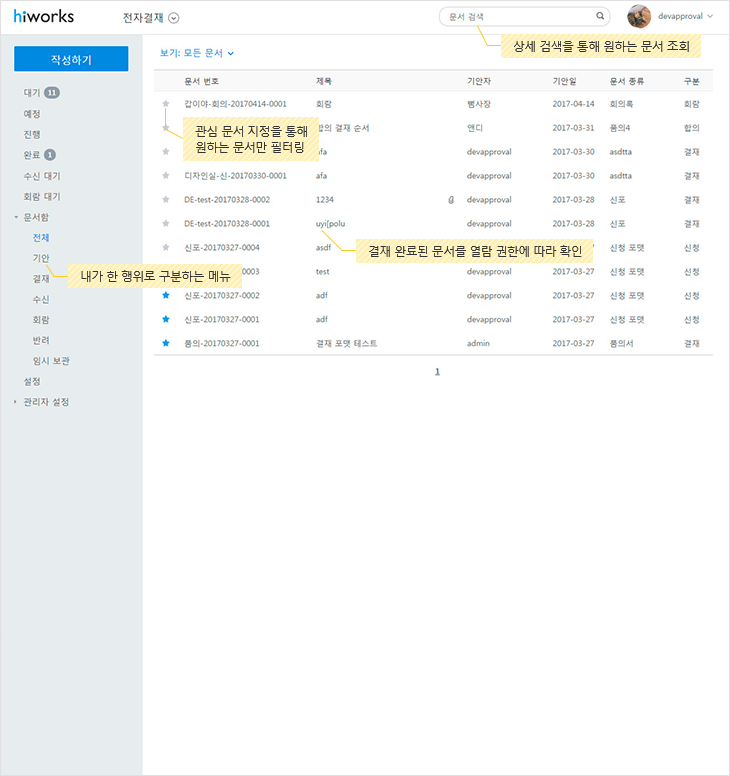 hiworks 전자결재 문서 검색 devapproval
상세 검색을 통해 원하는 문서 조회
작성하기
대기 11
예정
진행
완료 1
수신 대기
회람 대기
문서함
전체
기안
결재
수신
회람
반려
임시 보관
설정
관리자 설정
내가 한 행위로 구분하는 메뉴
보기: 모든 문서
문서 번호 제목 기안자 기안일 문서 종류 구분
갑이야-회의-20170414-0001 회람 뱀사장 2017-04-14 회의록 회람
합의 결재 순서 앤디 2017-03-31 품의4 합의
관심 문서 지정을 통해
원하는 문서만 필터링
afa devapproval 2017-03-30 asdtta 결재
디자인실-신-20170330-0001 afa devapproval 2017-03-30 asdtta 결재
DE-test-20170328-0002 1234 devapproval 2017-03-28 신포 결재
DE-test-20170328-0001 uyi[polu devapproval 2017-03-28 신포 결재
신포-20170327-0004 asdf 신청 포맷 신청
결재 완료된 문서를 열람 권한에 따라 확인
0003 test devapproval 2017-03-27 신청 포맷 신청
신포-20170327-0002 adf devapproval 2017-03-27 신청 포맷 신청
신포-20170327-0001 adf devapproval 2017-03-27 신청 포맷 신청
품의-20170327-0001 결재 포맷 테스트 admin 2017-03-27 품의서 결재
1